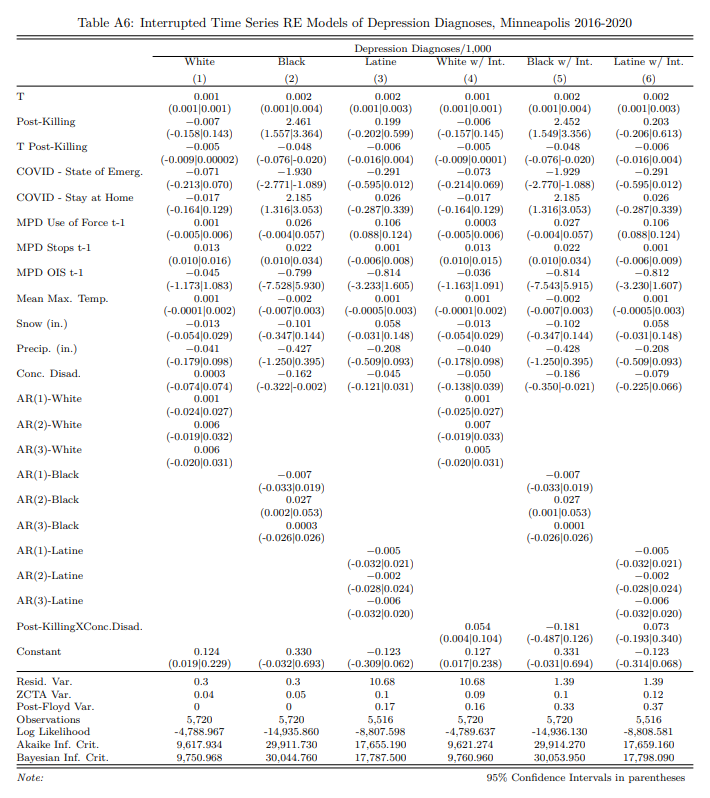 Table A6: Interrupted Time Series RE Models of Depression Diagnoses, Minneapolis 2016-2020
Depression Diagnoses/1,000
White Black Latine White w/ Int. Black w/ Int. Latine w/ Int.
(1) (2) (3) (4) (5) (6)
T 0.001 0.002 0.002 0.001 0.002 0.002
(0.001|0.001) (0.001|0.004) (0.001|0.003) (0.001|0.001) (0.001|0.004) (0.001|0.003)
Post-Killing −0.007 2.461 0.199 −0.006 2.452 0.203
(-0.158|0.143) (1.557|3.364) (-0.202|0.599) (-0.157|0.145) (1.549|3.356) (-0.206|0.613)
T Post-Killing −0.005 −0.048 −0.006 −0.005 −0.048 −0.006
(-0.009|0.00002) (-0.076|-0.020) (-0.016|0.004) (-0.009|0.0001) (-0.076|-0.020) (-0.016|0.004)
COVID - State of Emerg. −0.071 −1.930 −0.291 −0.073 −1.929 −0.291
(-0.213|0.070) (-2.771|-1.089) (-0.595|0.012) (-0.214|0.069) (-2.770|-1.088) (-0.595|0.012)
COVID - Stay at Home −0.017 2.185 0.026 −0.017 2.185 0.026
(-0.164|0.129) (1.316|3.053) (-0.287|0.339) (-0.164|0.129) (1.316|3.053) (-0.287|0.339)
MPD Use of Force t-1 0.001 0.026 0.106 0.0003 0.027 0.106
(-0.005|0.006) (-0.004|0.057) (0.088|0.124) (-0.005|0.006) (-0.004|0.057) (0.088|0.124)
MPD Stops t-1 0.013 0.022 0.001 0.013 0.022 0.001
(0.010|0.016) (0.010|0.034) (-0.006|0.008) (0.010|0.015) (0.010|0.034) (-0.006|0.009)
MPD OIS t-1 −0.045 −0.799 −0.814 −0.036 −0.814 −0.812
(-1.173|1.083) (-7.528|5.930) (-3.233|1.605) (-1.163|1.091) (-7.543|5.915) (-3.230|1.607)
Mean Max. Temp. 0.001 −0.002 0.001 0.001 −0.002 0.001
(-0.0001|0.002) (-0.007|0.003) (-0.0005|0.003) (-0.0001|0.002) (-0.007|0.003) (-0.0005|0.003)
Snow (in.) −0.013 −0.101 0.058 −0.013 −0.102 0.058
(-0.054|0.029) (-0.347|0.144) (-0.031|0.148) (-0.054|0.029) (-0.347|0.144) (-0.031|0.148)
Precip. (in.) −0.041 −0.427 −0.208 −0.040 −0.428 −0.208
(-0.179|0.098) (-1.250|0.395) (-0.509|0.093) (-0.178|0.098) (-1.250|0.395) (-0.509|0.093)
Conc. Disad. 0.0003 −0.162 −0.045 −0.050 −0.186 −0.079
(-0.074|0.074) (-0.322|-0.002) (-0.121|0.031) (-0.138|0.039) (-0.350|-0.021) (-0.225|0.066)
AR(1)-White 0.001 0.001
(-0.024|0.027) (-0.025|0.027)
AR(2)-White 0.006 0.007
(-0.019|0.032) (-0.019|0.033)
AR(3)-White 0.006 0.005
(-0.020|0.031) (-0.020|0.031)
AR(1)-Black −0.007 −0.007
(-0.033|0.019) (-0.033|0.019)
AR(2)-Black 0.027 0.027
(0.002|0.053) (0.001|0.053)
AR(3)-Black 0.0003 0.0001
(-0.026|0.026) (-0.026|0.026)
AR(1)-Latine −0.005 −0.005
(-0.032|0.021) (-0.032|0.021)
AR(2)-Latine −0.002 −0.002
(-0.028|0.024) (-0.028|0.024)
AR(3)-Latine −0.006 −0.006
(-0.032|0.020) (-0.032|0.020)
Post-KillingXConc.Disad. 0.054 −0.181 0.073
(0.004|0.104) (-0.487|0.126) (-0.193|0.340)
Constant 0.124 0.330 −0.123 0.127 0.331 −0.123
(0.019|0.229) (-0.032|0.693) (-0.309|0.062) (0.017|0.238) (-0.031|0.694) (-0.314|0.068)
Resid. Var. 0.3 0.3 10.68 10.68 1.39 1.39
ZCTA Var. 0.04 0.05 0.1 0.09 0.1 0.12
Post-Floyd Var. 0 0 0.17 0.16 0.33 0.37
Observations 5,720 5,720 5,516 5,720 5,720 5,516
Log Likelihood -4,788.967 -14,935.860 -8,807.598 -4,789.637 -14,936.130 -8,808.581
Akaike Inf. Crit. 9,617.934 29,911.730 17,655.190 9,621.274 29,914.270 17,659.160
Bayesian Inf. Crit. 9,750.968 30,044.760 17,787.500 9,760.960 30,053.950 17,798.090
Note: 95% Confidence Intervals in parentheses